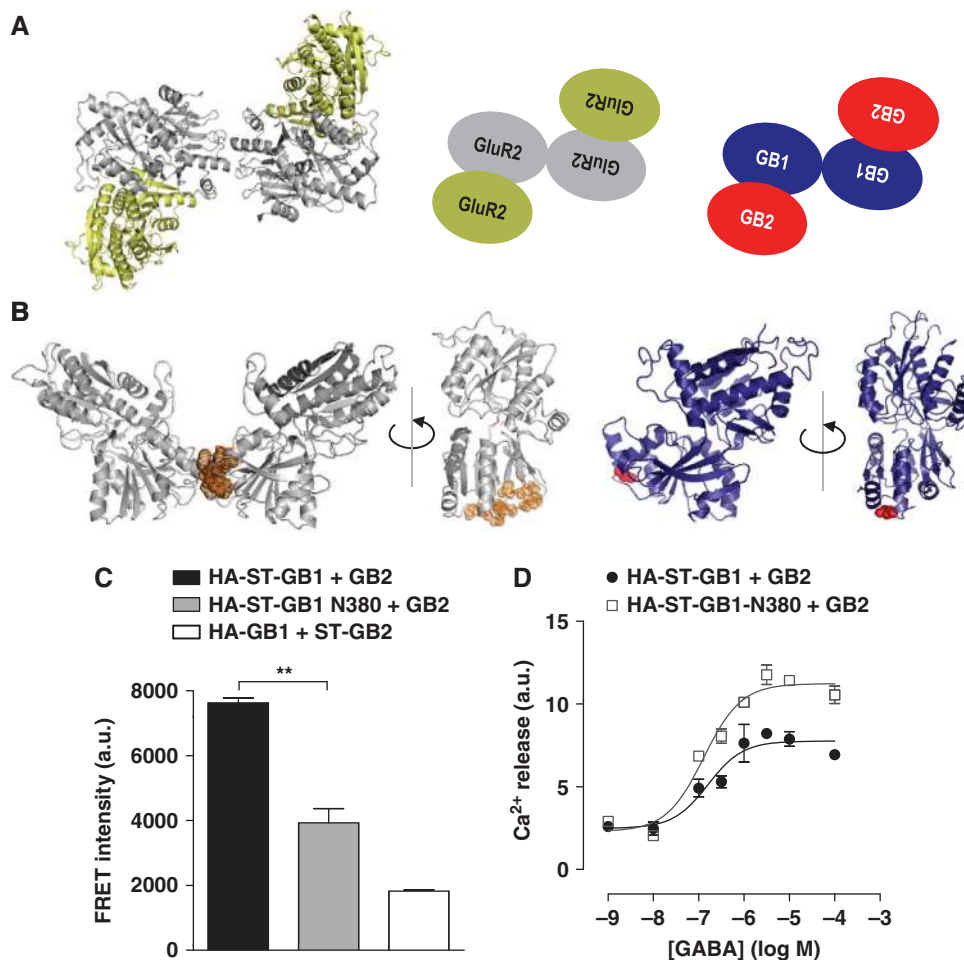 A
GluR2
GluR2
GluR2
GluR2
GB2
GB1
GB1
GB2
B
C
HA-ST-GB1 + GB2
HA-ST-GB1 N380 + GB2
HA-GB1 + ST-GB2
**
8000
6000
4000
2000
0
FRET intensity (a.u.)
D
HA-ST-GB1 + GB2
HA-ST-GB1-N380 + GB2
15
10
5
0
Ca²⁺ release (a.u.)
–9 –8 –7 –6 –5 –4 –3
[GABA] (log M)